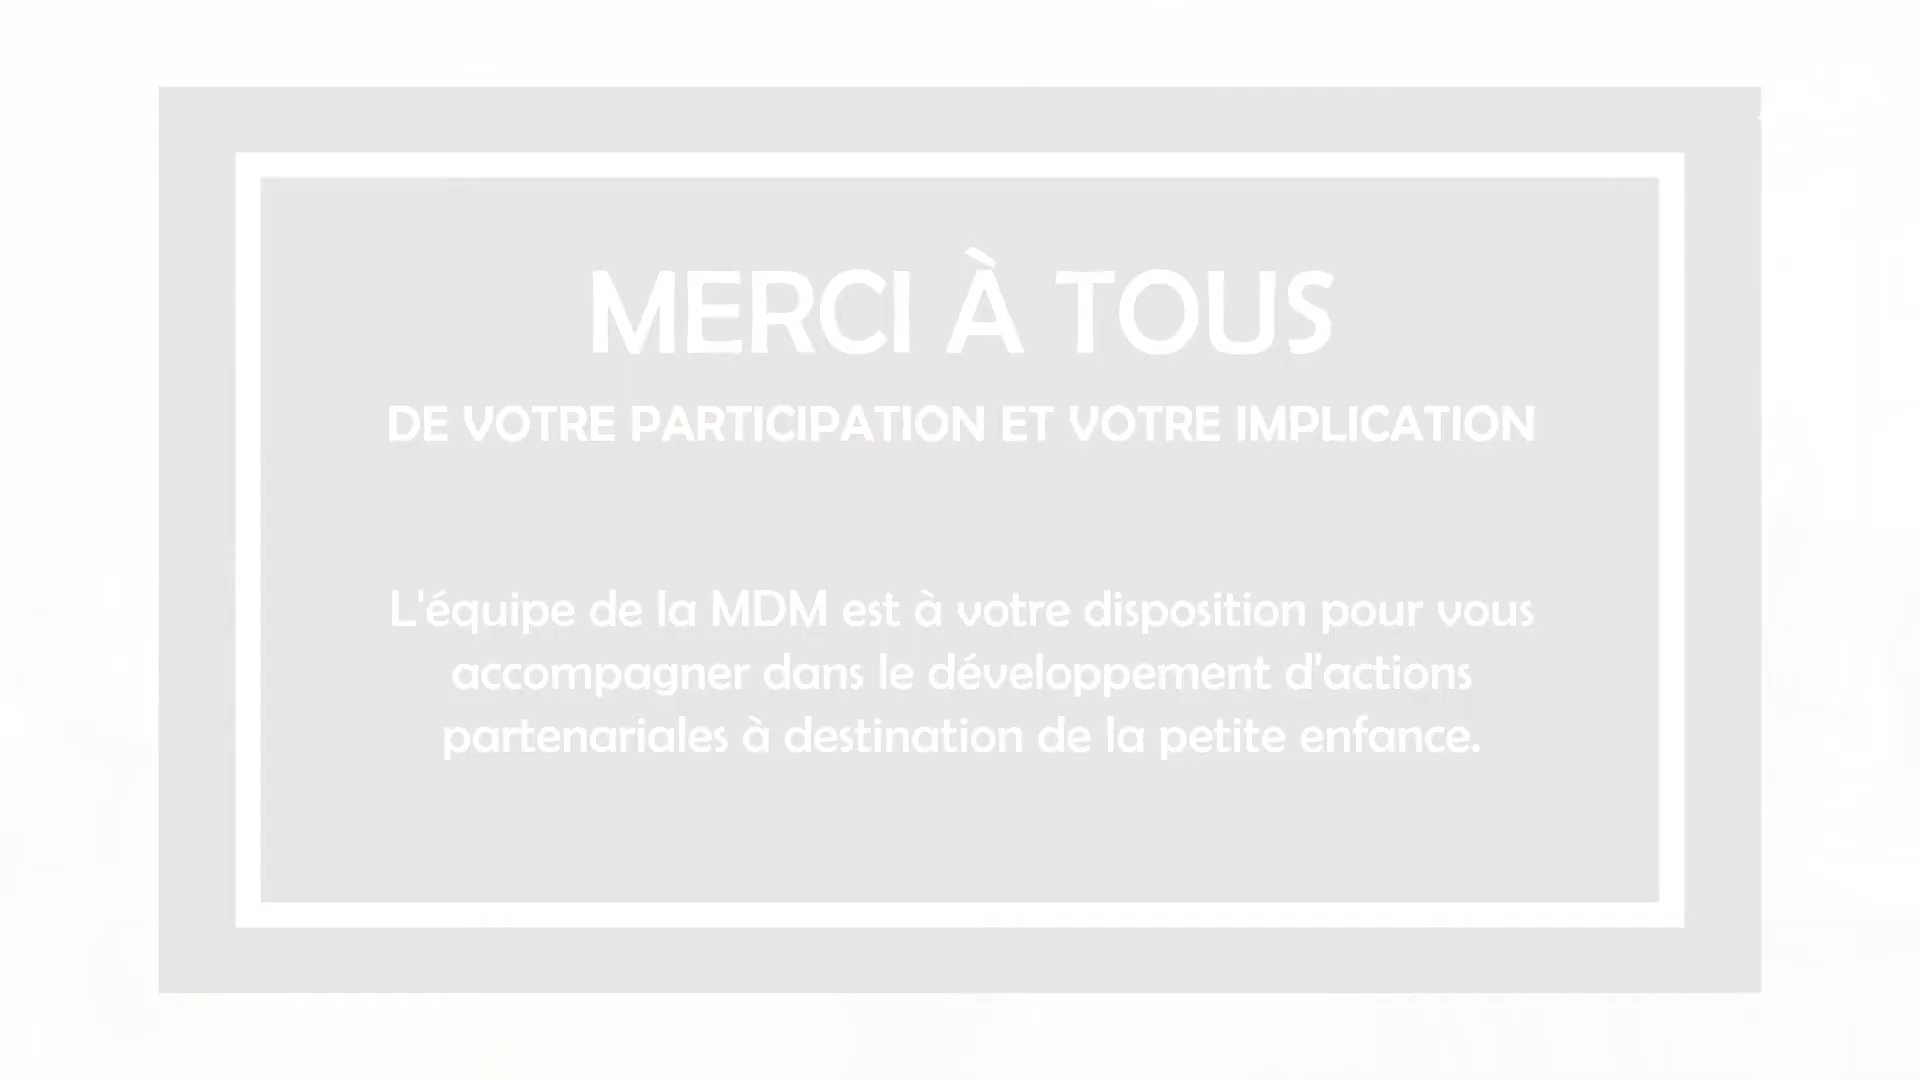 MERCI À TOUS
DE VOTRE PARTICIPATION ET VOTRE IMPLICATION
L'équipe de la MDM est à votre disposition pour vous
accompagner dans le développement d'actions
partenariales à destination de la petite enfance.